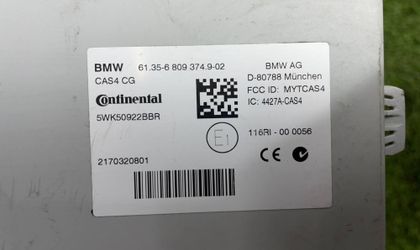 BMW 61.35-6 809 374.9-02 BMW AG
CAS4 CG D-80788 München
Continental FCC ID: MYTCAS4
IC: 4427A-CAS4
5WK50922BBR
E1 116RI - 00 0056
2170320801 CE